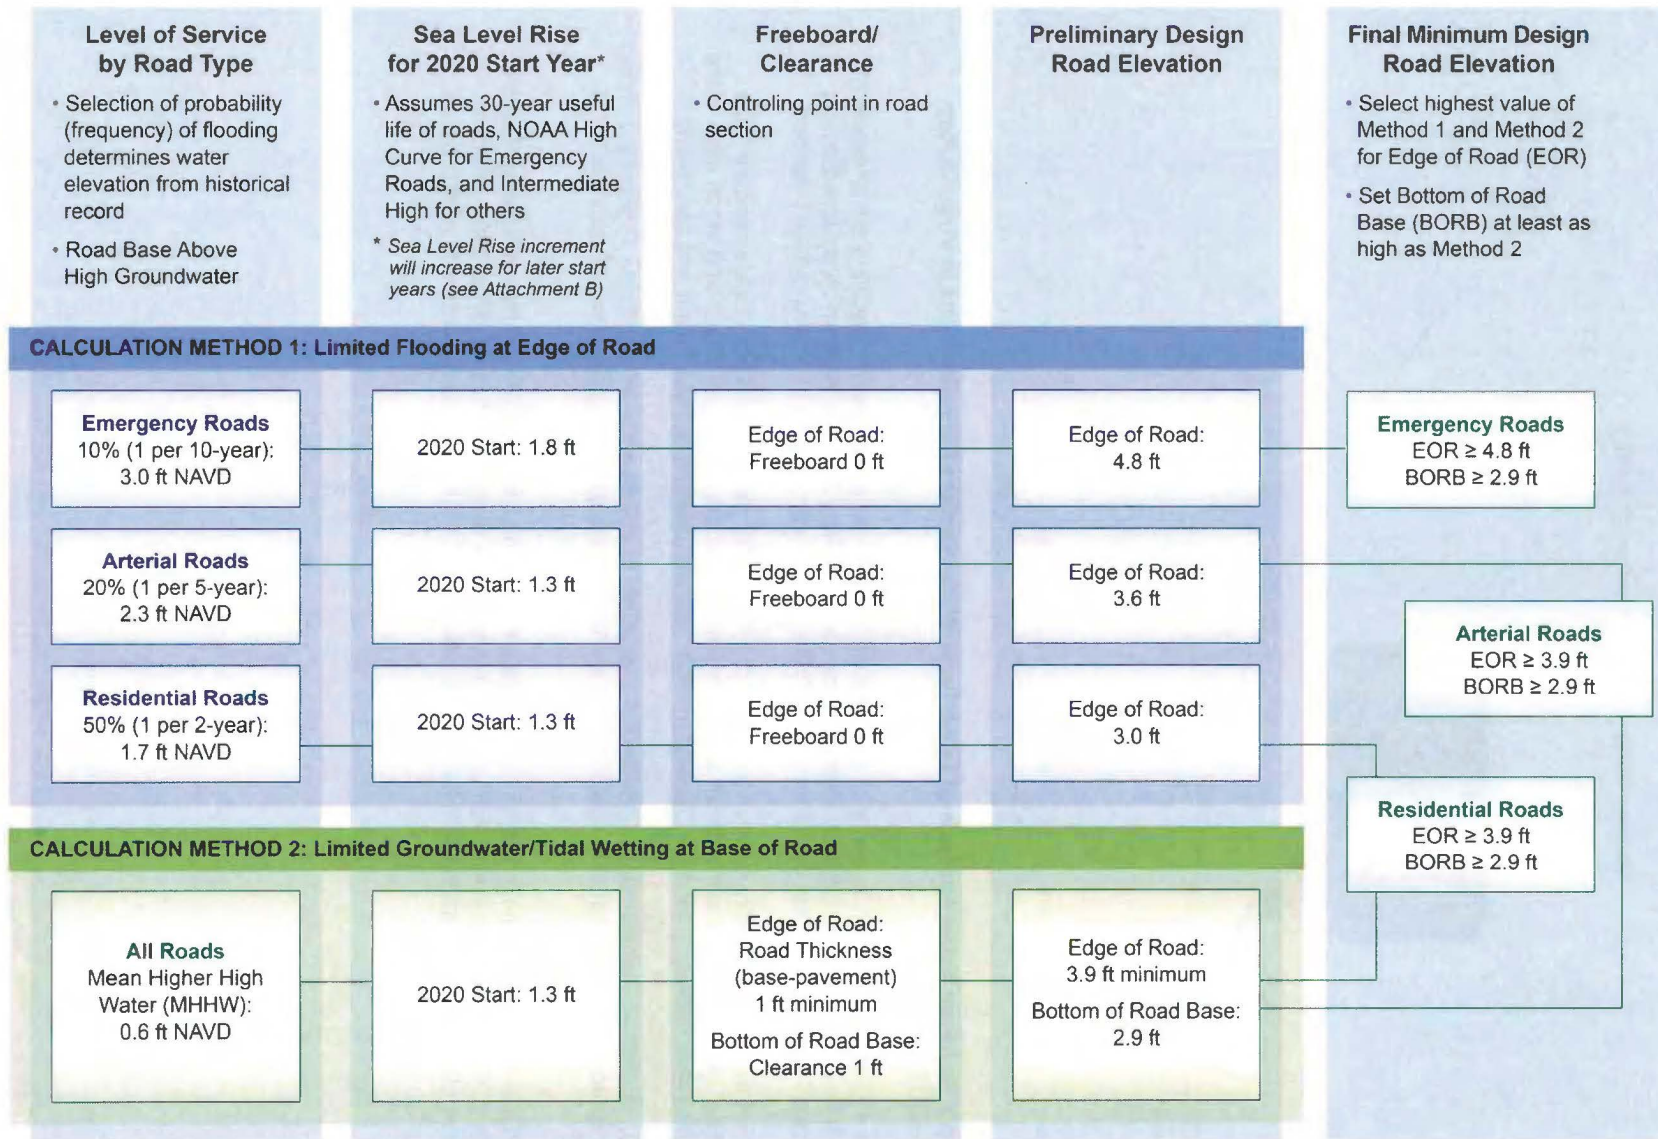 Level of Service
by Road Type
• Selection of probability
(frequency) of flooding
determines water
elevation from historical
record
• Road Base Above
High Groundwater
Sea Level Rise
for 2020 Start Year*
• Assumes 30-year useful
life of roads, NOAA High
Curve for Emergency
Roads, and Intermediate
High for others
* Sea Level Rise increment
will increase for later start
years (see Attachment B)
Freeboard/
Clearance
• Controling point in road
section
Preliminary Design
Road Elevation
Final Minimum Design
Road Elevation
• Select highest value of
Method 1 and Method 2
for Edge of Road (EOR)
• Set Bottom of Road
Base (BORB) at least as
high as Method 2
CALCULATION METHOD 1: Limited Flooding at Edge of Road
Emergency Roads
10% (1 per 10-year):
3.0 ft NAVD
2020 Start: 1.8 ft
Edge of Road:
Freeboard 0 ft
Edge of Road:
4.8 ft
Emergency Roads
EOR ≥ 4.8 ft
BORB ≥ 2.9 ft
Arterial Roads
20% (1 per 5-year):
2.3 ft NAVD
2020 Start: 1.3 ft
Edge of Road:
Freeboard 0 ft
Edge of Road:
3.6 ft
Arterial Roads
EOR ≥ 3.9 ft
BORB ≥ 2.9 ft
Residential Roads
50% (1 per 2-year):
1.7 ft NAVD
2020 Start: 1.3 ft
Edge of Road:
Freeboard 0 ft
Edge of Road:
3.0 ft
Residential Roads
EOR ≥ 3.9 ft
BORB ≥ 2.9 ft
CALCULATION METHOD 2: Limited Groundwater/Tidal Wetting at Base of Road
All Roads
Mean Higher High
Water (MHHW):
0.6 ft NAVD
2020 Start: 1.3 ft
Edge of Road:
Road Thickness
(base-pavement)
1 ft minimum
Bottom of Road Base:
Clearance 1 ft
Edge of Road:
3.9 ft minimum
Bottom of Road Base:
2.9 ft